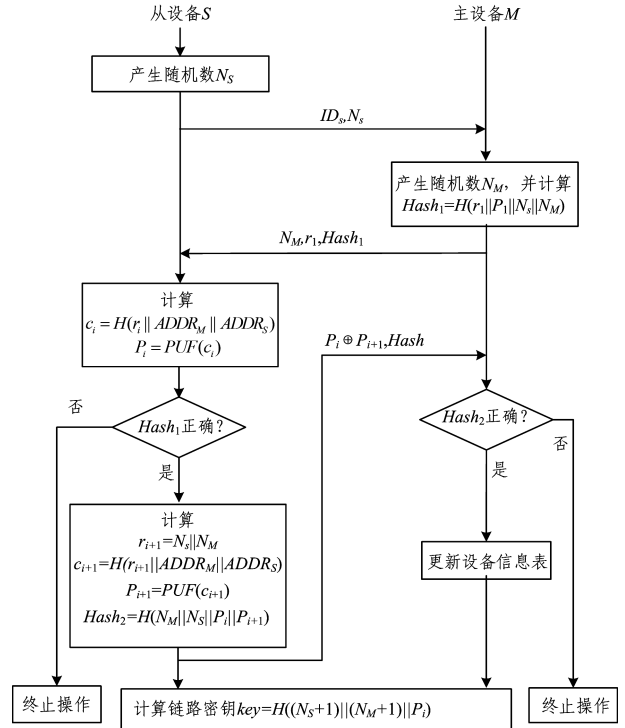 从设备S
主设备M
产生随机数N_S
ID_s,N_s
产生随机数N_M，并计算
Hash_1=H(r_1||P_1||N_s||N_M)
N_M,r_1,Hash_1
计算
c_i=H(r_i||ADDR_M||ADDR_S)
P_i=PUF(c_i)
P_i⊕P_{i+1},Hash
否
Hash_1正确?
是
Hash_2正确?
否
是
计算
r_{i+1}=N_s||N_M
c_{i+1}=H(r_{i+1}||ADDR_M||ADDR_S)
P_{i+1}=PUF(c_{i+1})
Hash_2=H(N_M||N_S||P_i||P_{i+1})
更新设备信息表
终止操作
计算链路密钥key=H((N_S+1)||(N_M+1)||P_i)
终止操作